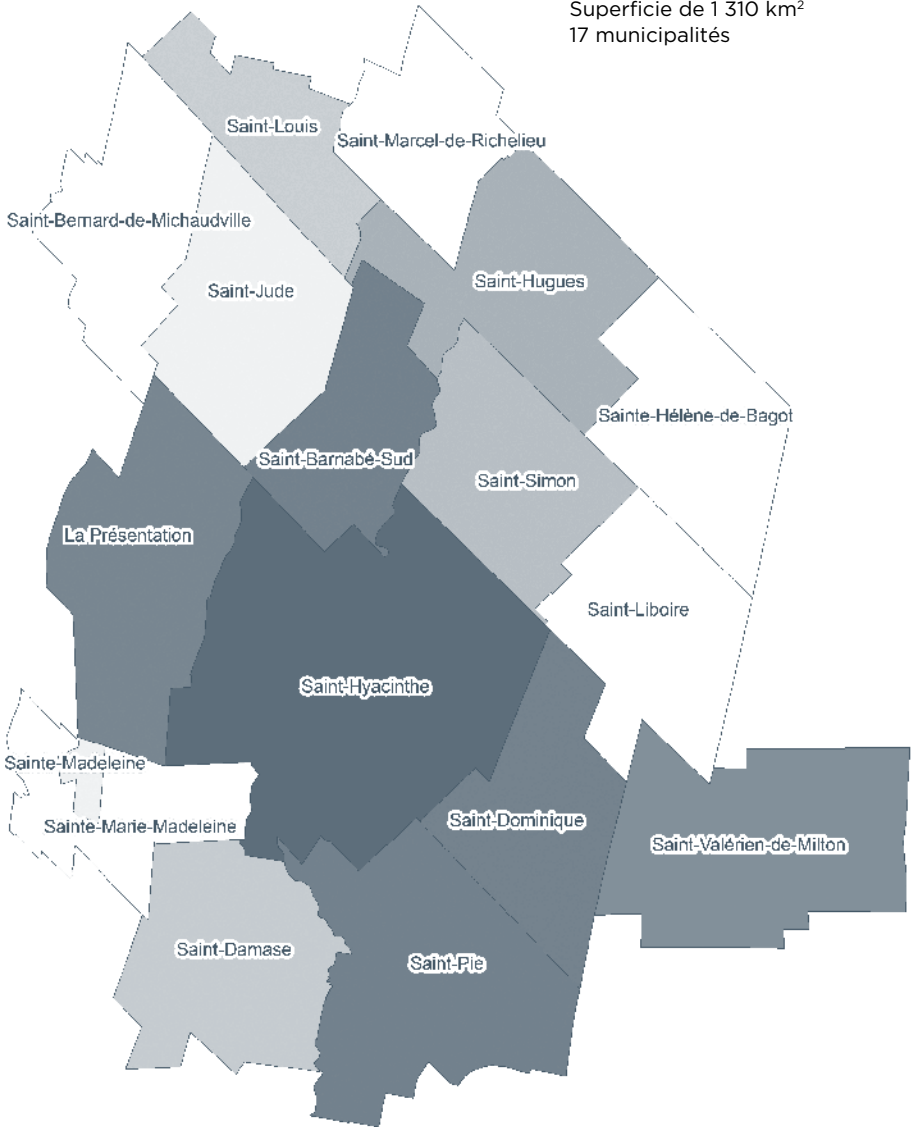 Superficie de 1 310 km²
17 municipalités
Saint-Louis
Saint-Marcel-de-Richelieu
Saint-Bernard-de-Michaudville
Saint-Hugues
Saint-Jude
Sainte-Hélène-de-Bagot
Saint-Barnabé-Sud
Saint-Simon
La Présentation
Saint-Liboire
Saint-Hyacinthe
Sainte-Madeleine
Saint-Dominique
Sainte-Marie-Madeleine
Saint-Valérien-de-Milton
Saint-Damase
Saint-Pie